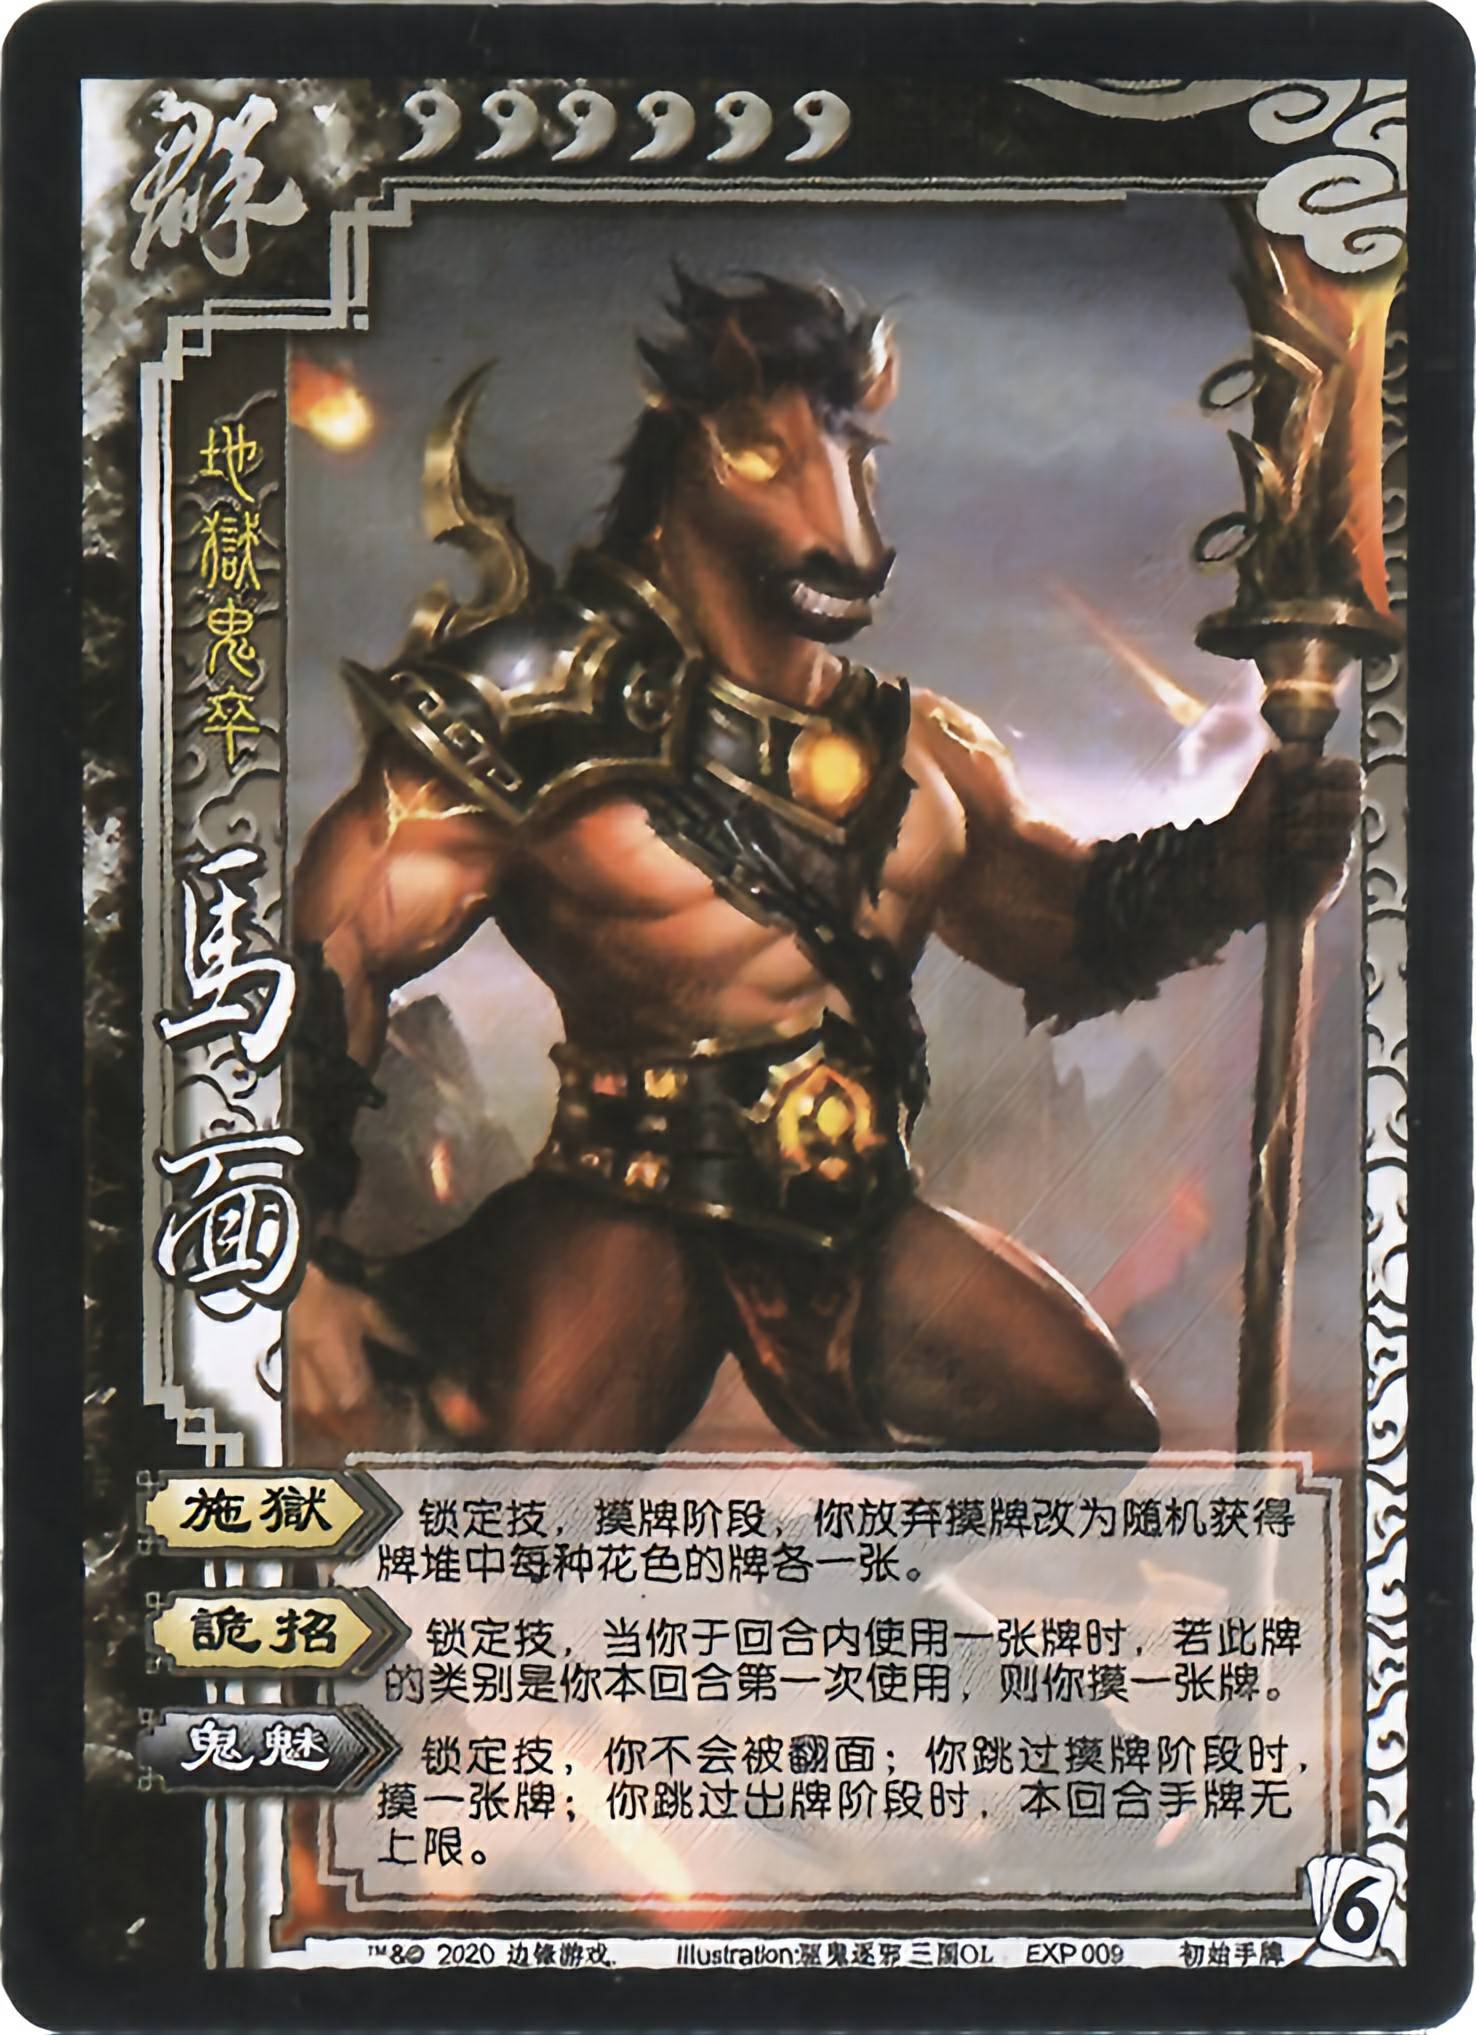 群
地獄鬼卒
馬面
施獄
锁定技，摸牌阶段，你放弃摸牌改为随机获得
牌堆中每种花色的牌各一张。
詭招
锁定技，当你于回合内使用一张牌时，若此牌
的类别是你本回合第一次使用，则你摸一张牌。
鬼魅
锁定技，你不会被翻面；你跳过摸牌阶段时，
摸一张牌；你跳过出牌阶段时，本回合手牌无
上限。
6
™&© 2020 边锋游戏. Illustration:驱鬼逐邪 三国OL EXP 009 初始手牌